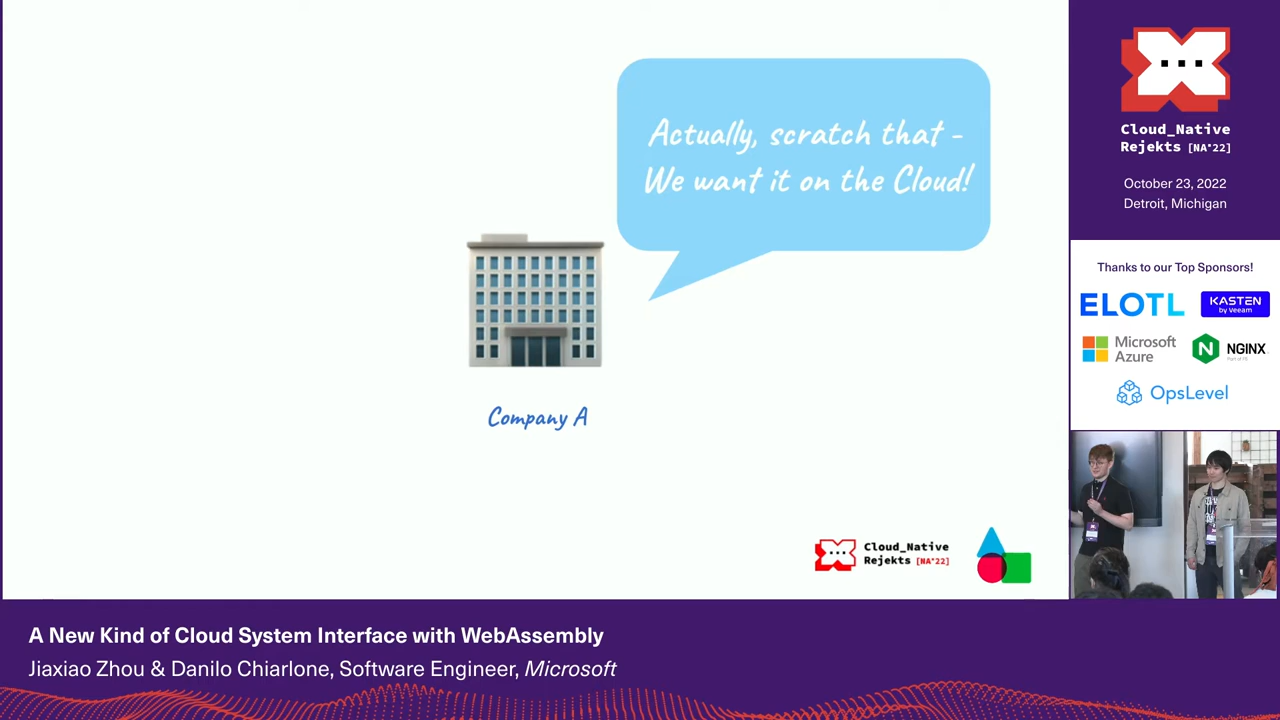 Actually, scratch that -
We want it on the Cloud!
Company A
Cloud_Native
Rejekts [NA'22]
A New Kind of Cloud System Interface with WebAssembly
Jiaxiao Zhou & Danilo Chiarlone, Software Engineer, Microsoft
Cloud_Native
Rejekts [NA'22]
October 23, 2022
Detroit, Michigan
Thanks to our Top Sponsors!
ELOTL
KASTEN
by Veeam
Microsoft
Azure
N
NGINX
OpsLevel